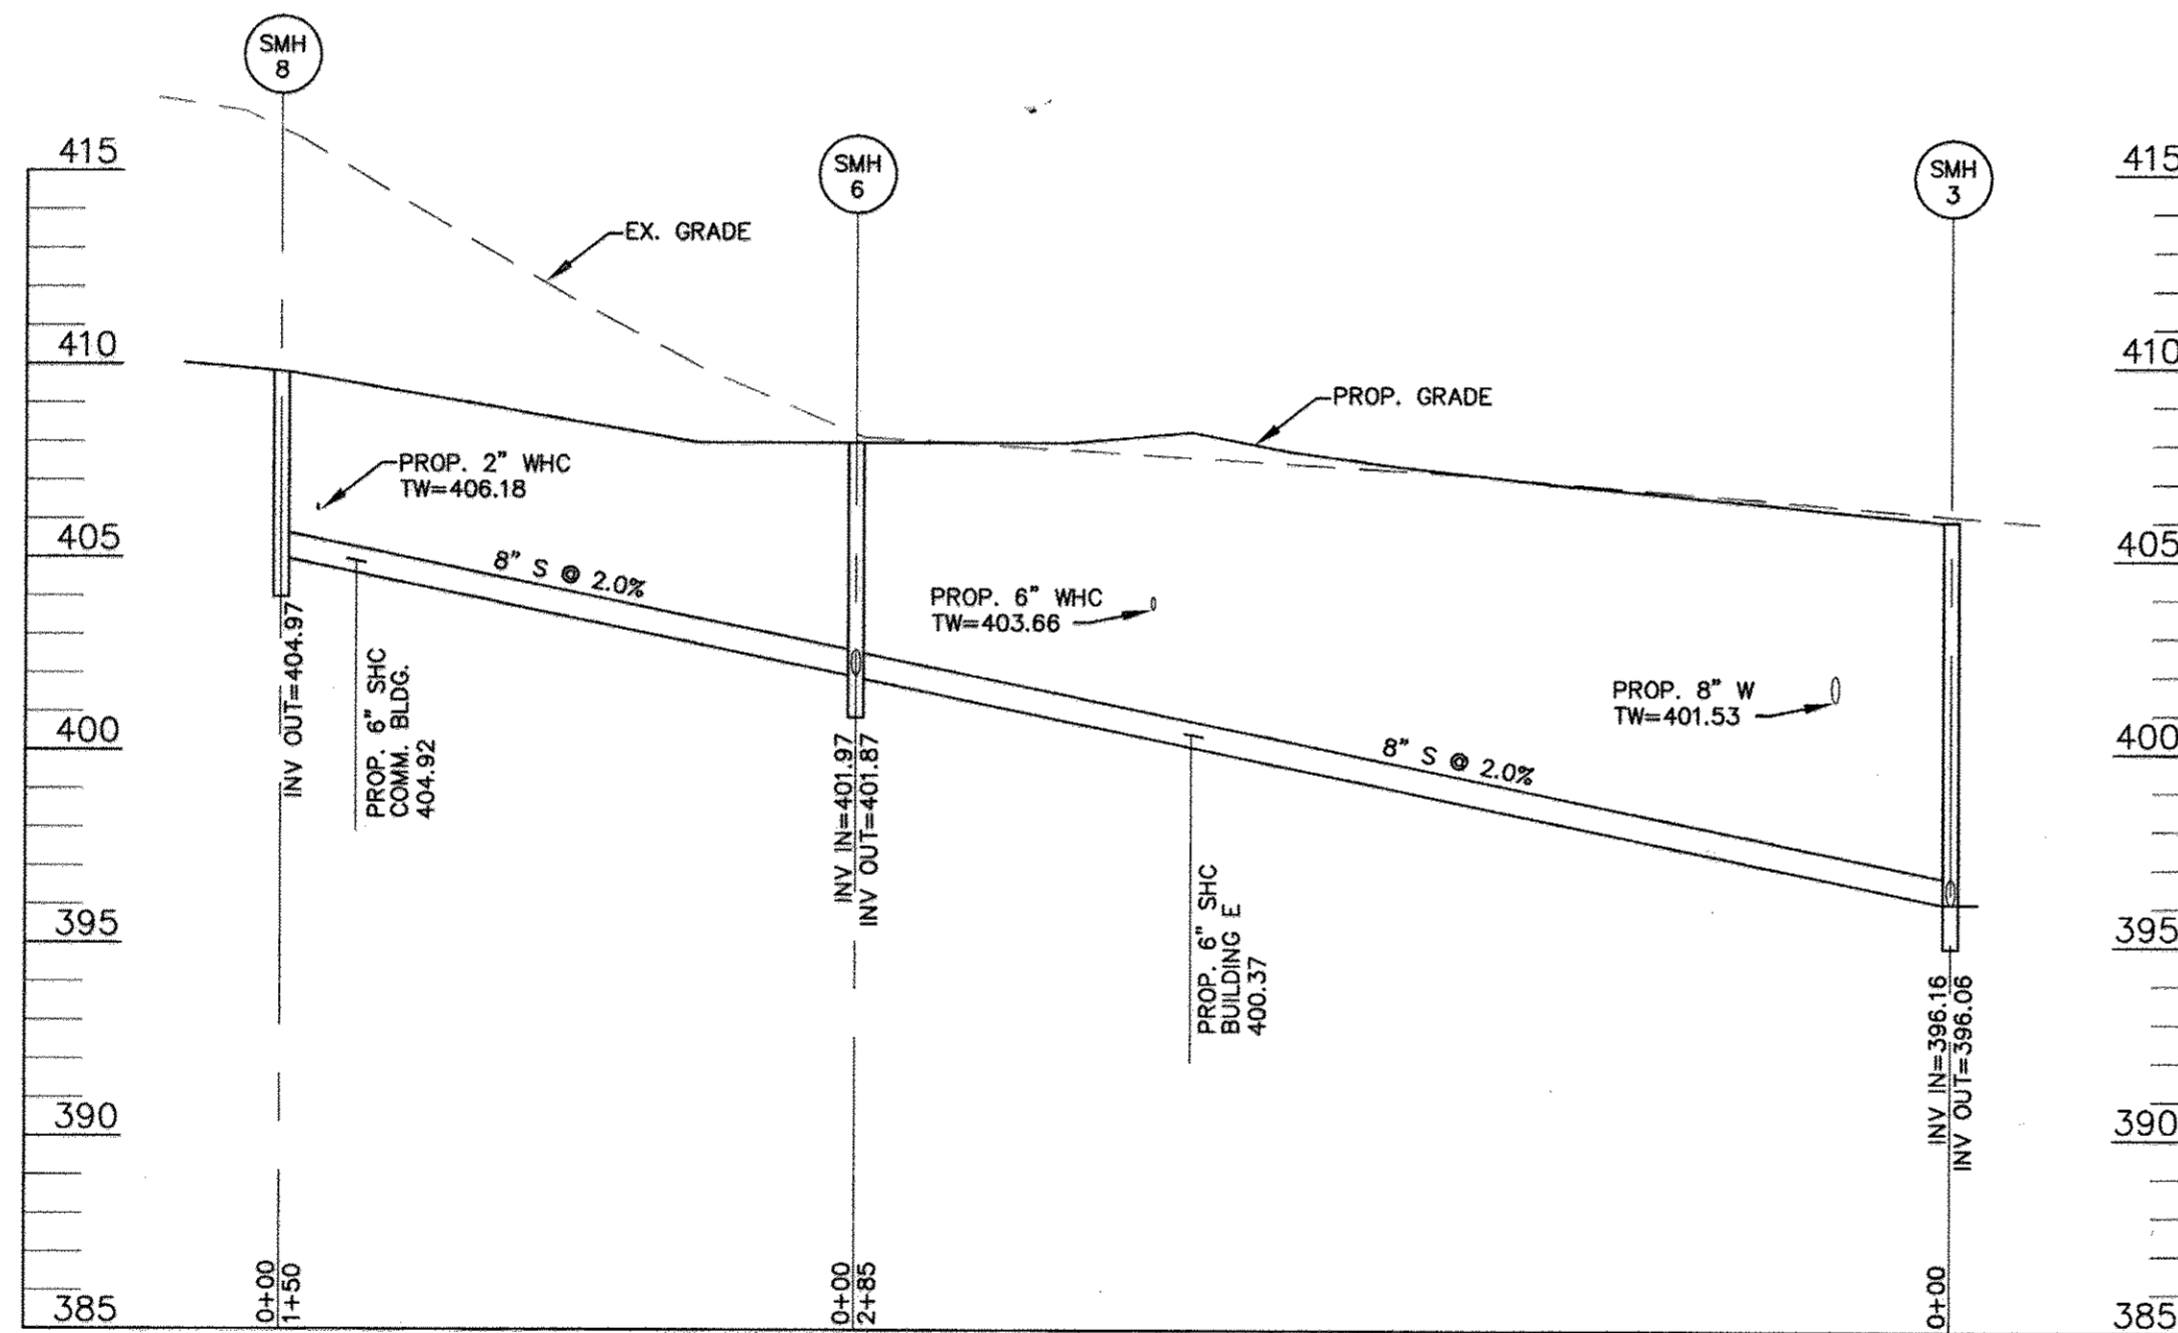 SMH
8
SMH
6
SMH
3
415
415
EX. GRADE
410
410
PROP. GRADE
PROP. 2" WHC
TW=406.18
405
405
8" S @ 2.0%
PROP. 6" WHC
TW=403.66
PROP. 8" W
TW=401.53
INV OUT=404.97
PROP. 6" SHC
COMM. BLDG.
404.92
400
400
8" S @ 2.0%
INV IN=401.97
INV OUT=401.87
PROP. 6" SHC
BUILDING E
400.37
395
395
INV IN=396.16
INV OUT=396.06
390
390
0+00
1+50
0+00
2+85
0+00
385
385